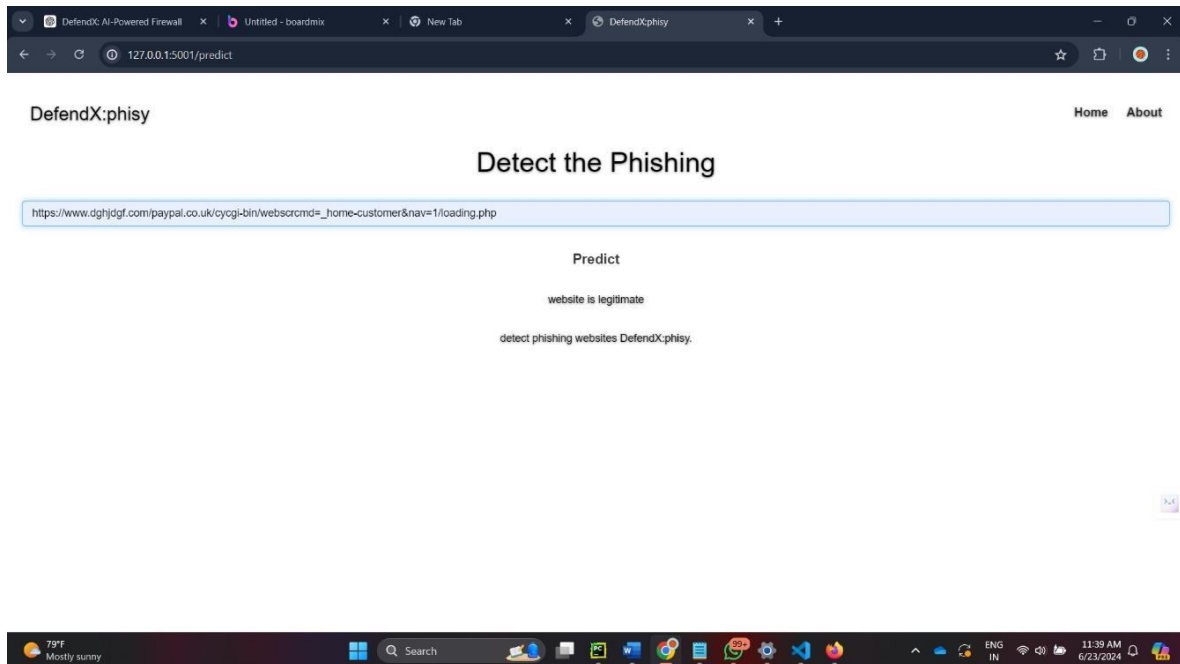 DefendX: AI-Powered Firewall
Untitled - boardmix
New Tab
DefendX:phisy
127.0.0.1:5001/predict
DefendX:phisy
Home About
Detect the Phishing
https://www.dghjdgf.com/paypal.co.uk/cycgi-bin/webscrcmd=_home-customer&nav=1/loading.php
Predict
website is legitimate
detect phishing websites DefendX:phisy.
79°F
Mostly sunny
Search
99+
ENG
IN
11:39 AM
6/23/2024